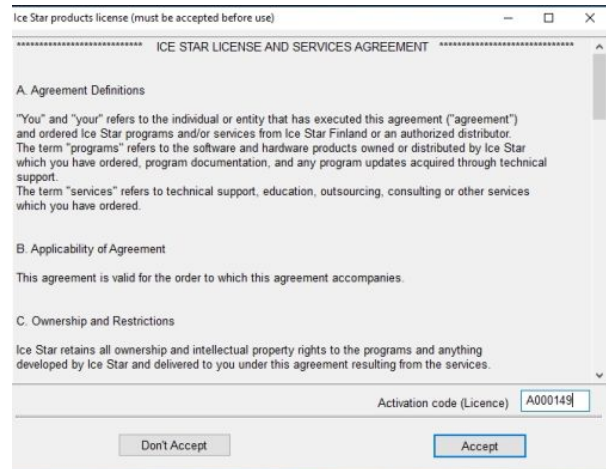 Ice Star products license (must be accepted before use)
**************************** ICE STAR LICENSE AND SERVICES AGREEMENT ******************************
A. Agreement Definitions
"You" and "your" refers to the individual or entity that has executed this agreement ("agreement")
and ordered Ice Star programs and/or services from Ice Star Finland or an authorized distributor.
The term "programs" refers to the software and hardware products owned or distributed by Ice Star
which you have ordered, program documentation, and any program updates acquired through technical
support.
The term "services" refers to technical support, education, outsourcing, consulting or other services
which you have ordered.
B. Applicability of Agreement
This agreement is valid for the order to which this agreement accompanies.
C. Ownership and Restrictions
Ice Star retains all ownership and intellectual property rights to the programs and anything
developed by Ice Star and delivered to you under this agreement resulting from the services.
Activation code (Licence) A000149
Don't Accept Accept